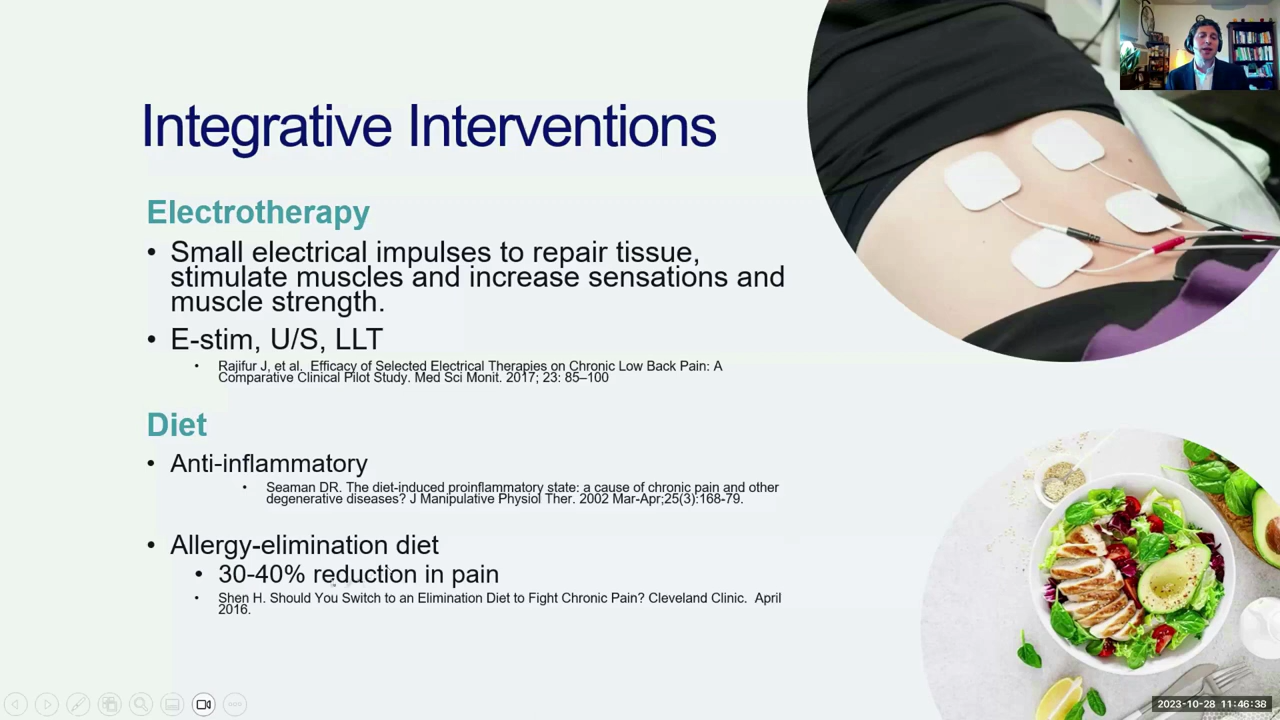 Integrative Interventions
Electrotherapy
• Small electrical impulses to repair tissue,
stimulate muscles and increase sensations and
muscle strength.
• E-stim, U/S, LLT
• Rajifur J, et al. Efficacy of Selected Electrical Therapies on Chronic Low Back Pain: A
Comparative Clinical Pilot Study. Med Sci Monit. 2017; 23: 85–100
Diet
• Anti-inflammatory
• Seaman DR. The diet-induced proinflammatory state: a cause of chronic pain and other
degenerative diseases? J Manipulative Physiol Ther. 2002 Mar-Apr;25(3):168-79.
• Allergy-elimination diet
• 30-40% reduction in pain
• Shen H. Should You Switch to an Elimination Diet to Fight Chronic Pain? Cleveland Clinic. April
2016.
2023-10-28 11:46:38